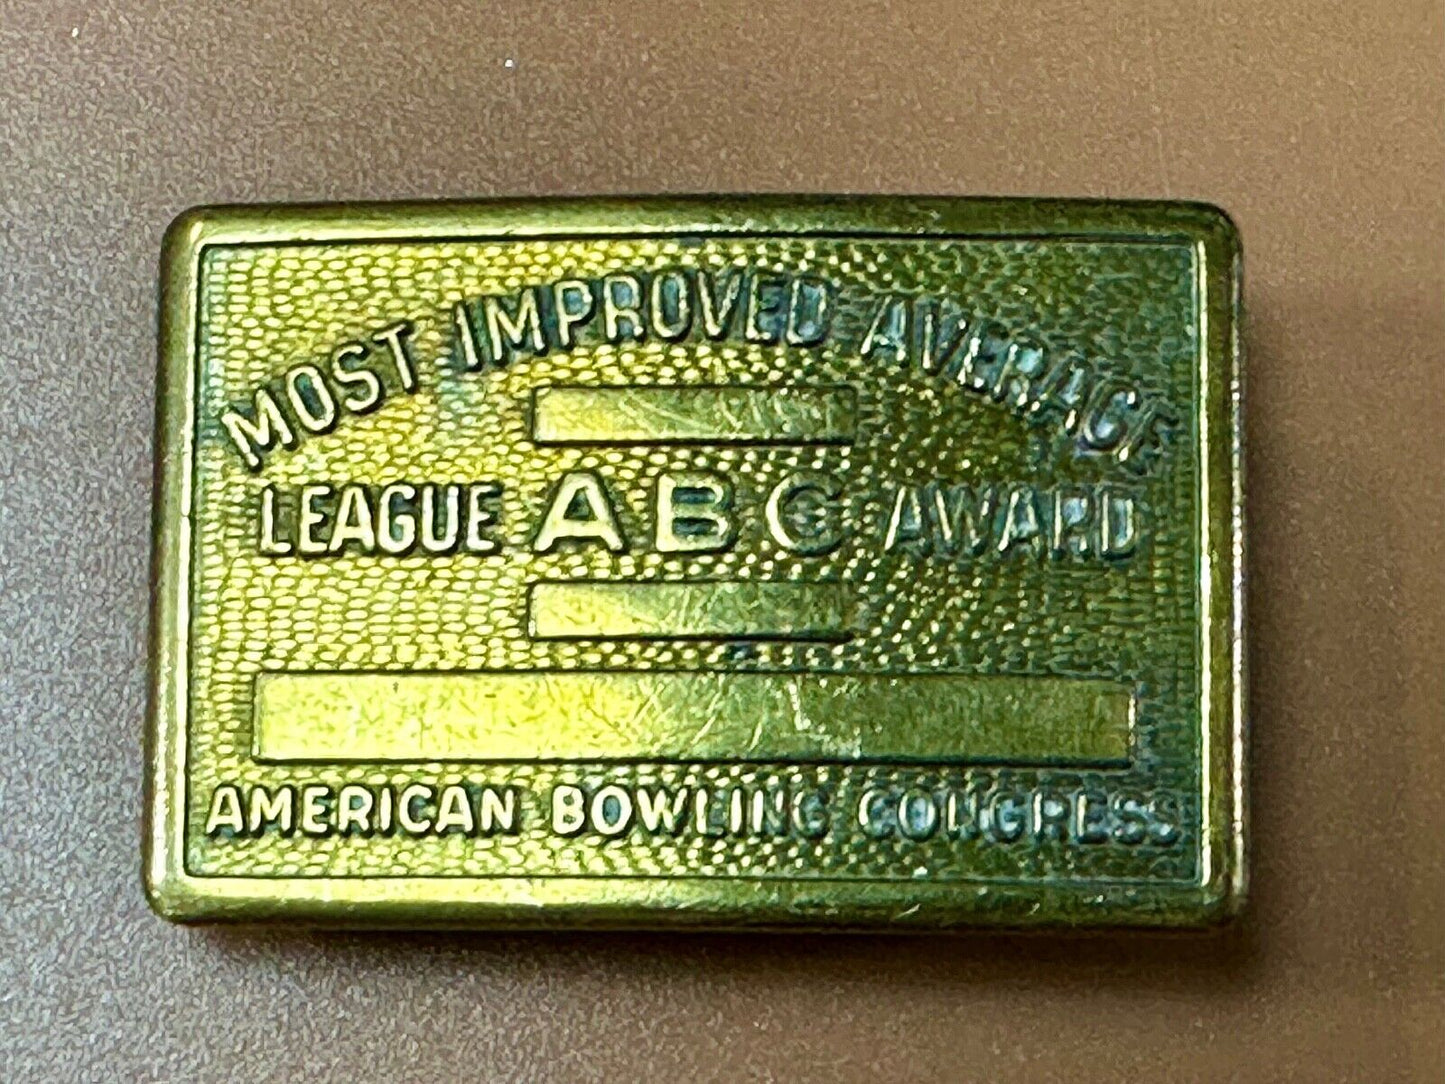 MOST IMPROVED AVERAGE
LEAGUE ABC AWARD
AMERICAN BOWLING CONGRESS